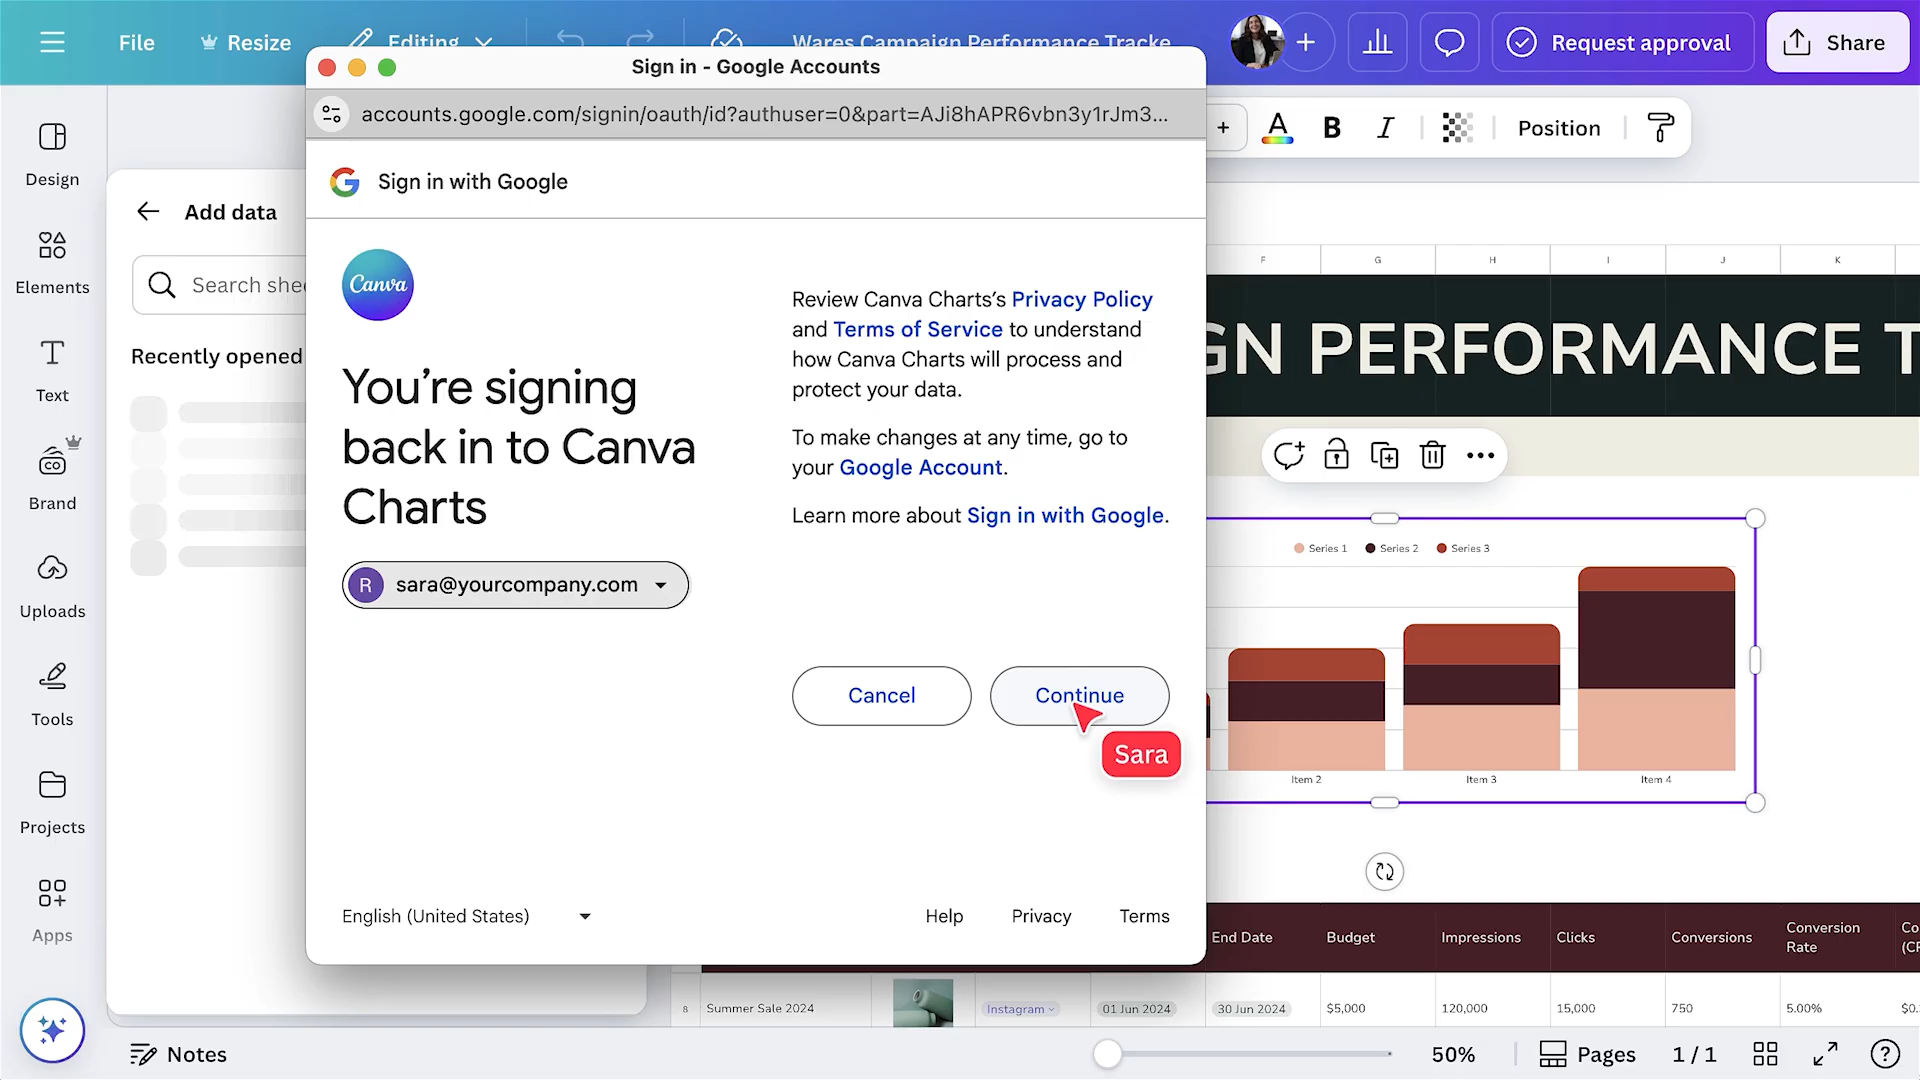 File
Resize
Editing
Wares Campaign Performance Tracke
Request approval
Share
Sign in - Google Accounts
accounts.google.com/signin/oauth/id?authuser=0&part=AJi8hAPR6vbn3y1rJm3...
+
A
B
I
Position
Design
Elements
Text
Brand
Uploads
Tools
Projects
Apps
Add data
Search shee
Recently opened
Sign in with Google
Canva
You’re signing
back in to Canva
Charts
sara@yourcompany.com
R
Review Canva Charts’s Privacy Policy
and Terms of Service to understand
how Canva Charts will process and
protect your data.
To make changes at any time, go to
your Google Account.
Learn more about Sign in with Google.
Cancel
Continue
Sara
English (United States)
Help
Privacy
Terms
F
G
H
I
J
K
GN PERFORMANCE T
Series 1
Series 2
Series 3
Item 2
Item 3
Item 4
End Date
Budget
Impressions
Clicks
Conversions
Conversion
Rate
Co
(CP
8
Summer Sale 2024
Instagram
01 Jun 2024
30 Jun 2024
$5,000
120,000
15,000
750
5.00%
$0.
Notes
50%
Pages
1 / 1